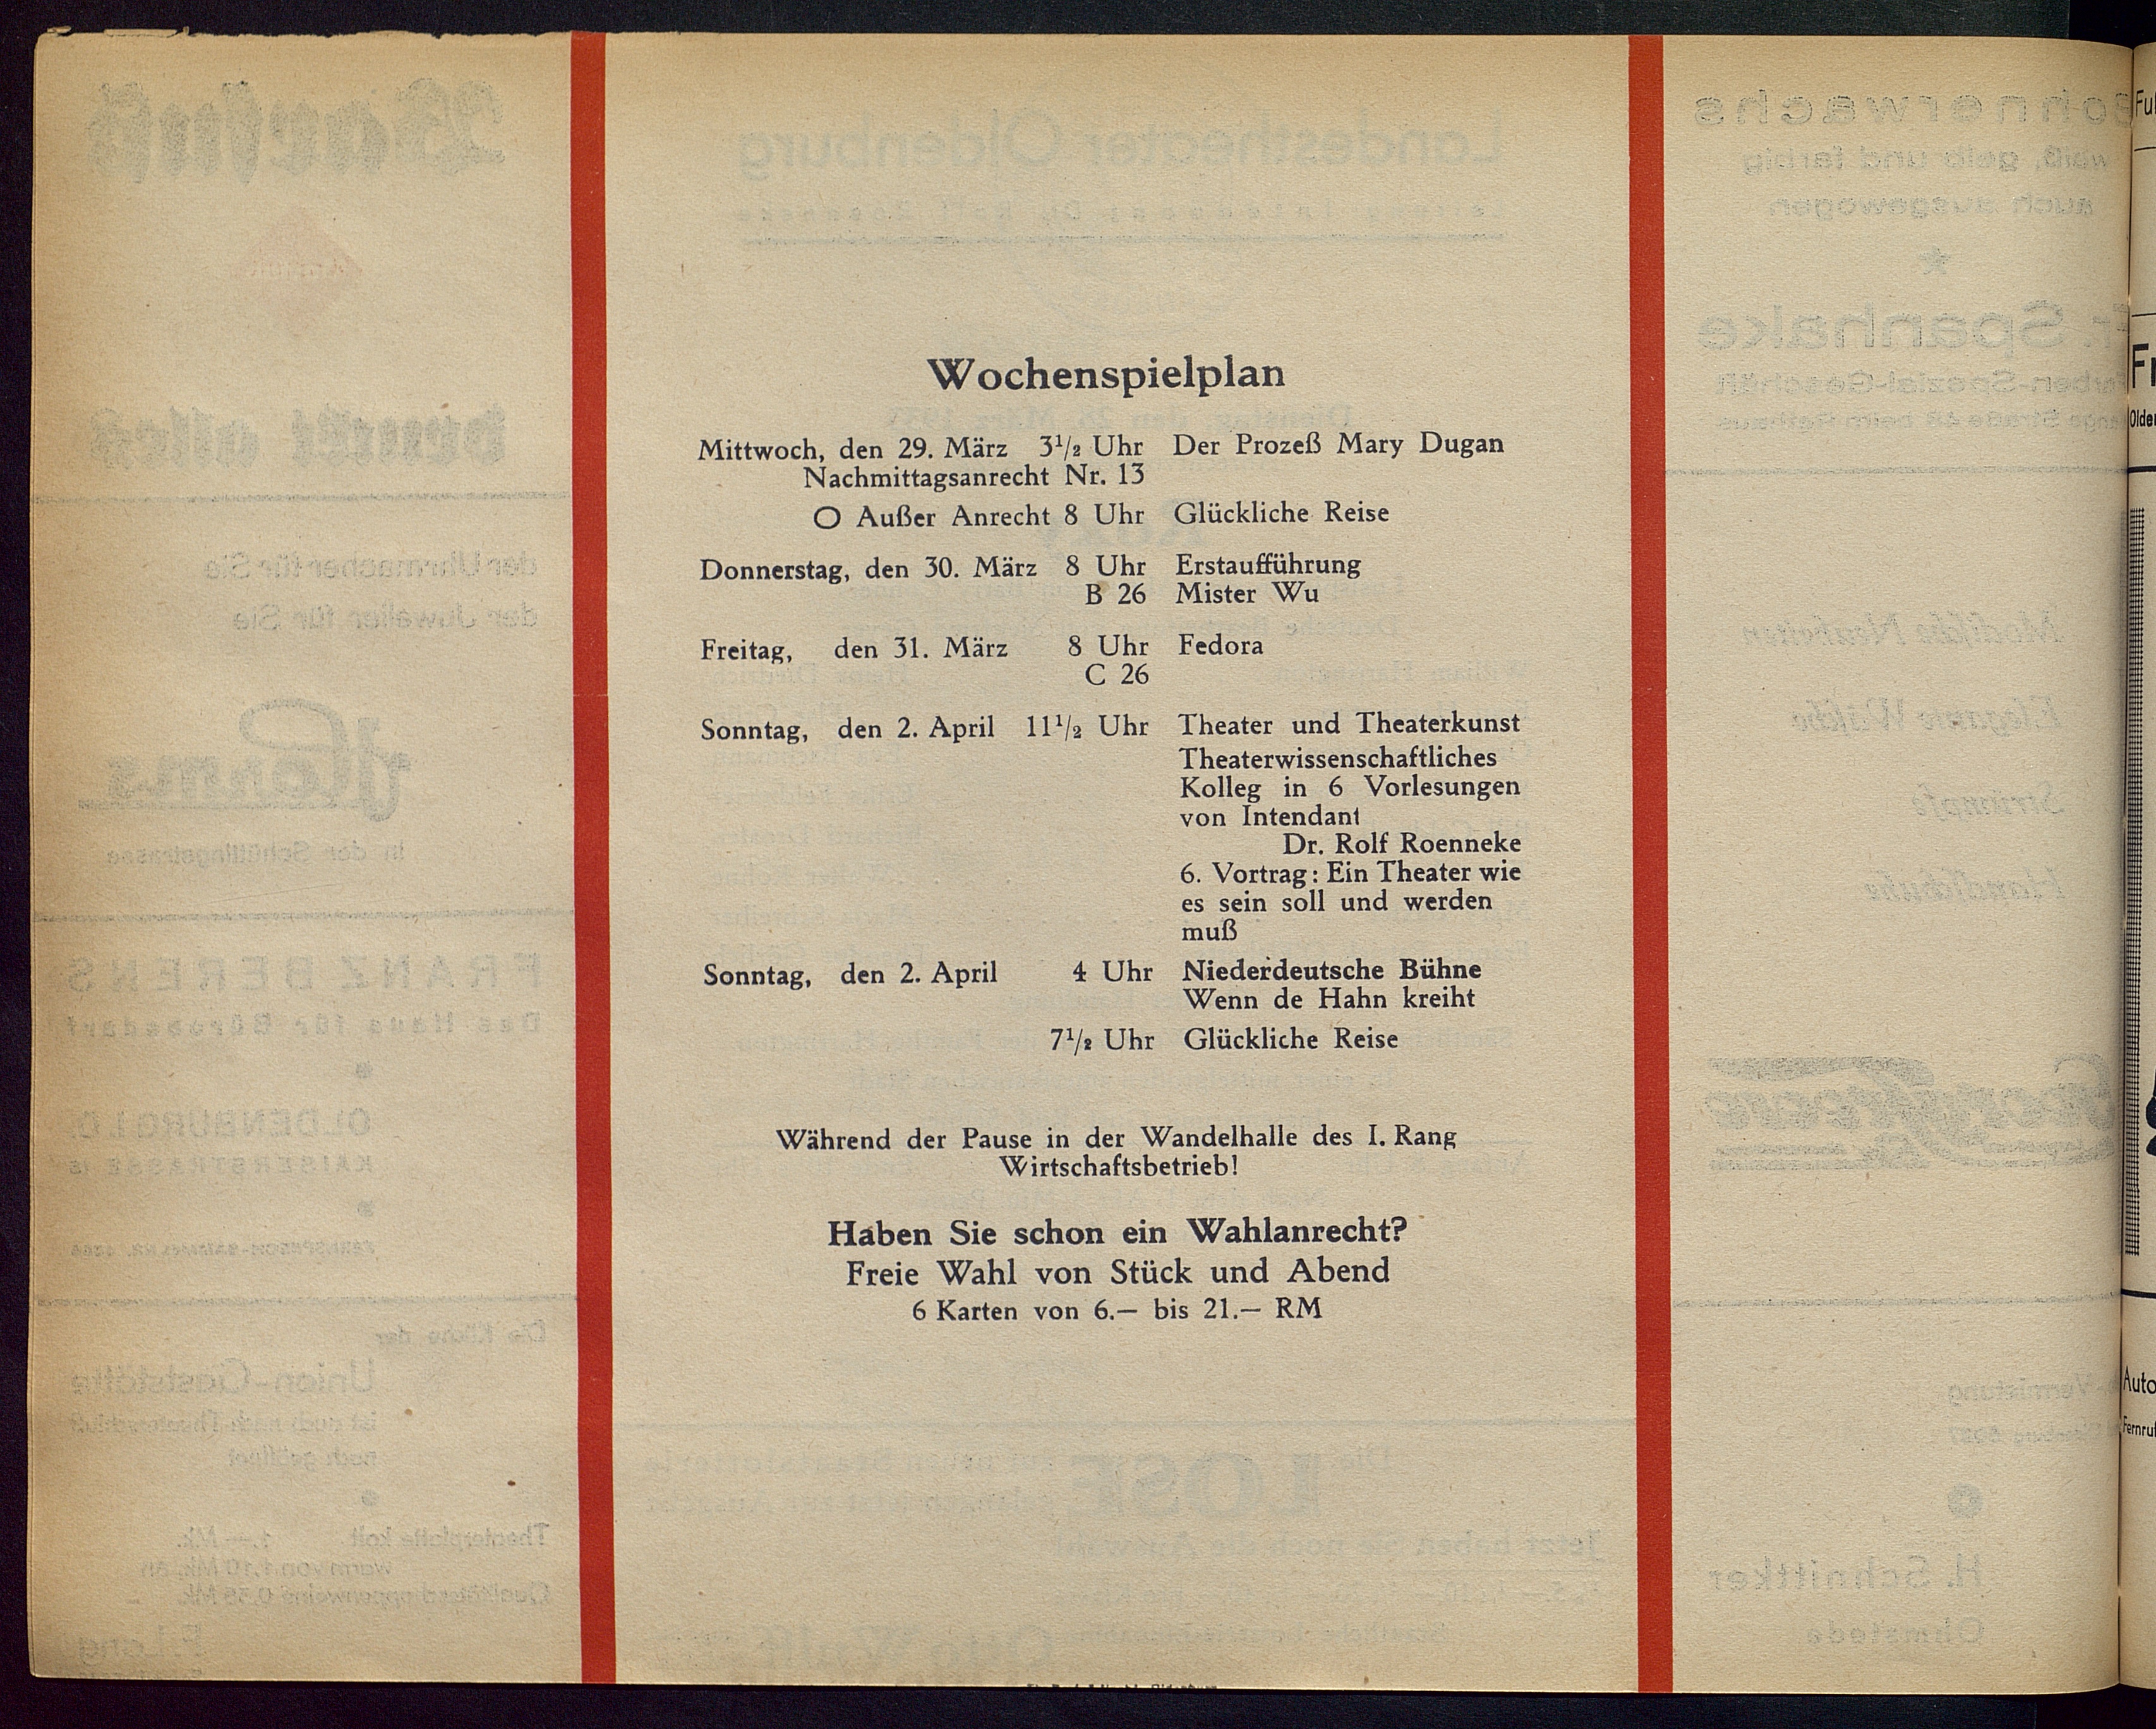 Wochenspielplan
Mittwoch, den 29. März 3½ Uhr Der Prozeß Mary Dugan
Nachmittagsanrecht Nr. 13
O Außer Anrecht 8 Uhr Glückliche Reise
Donnerstag, den 30. März 8 Uhr Erstaufführung
B 26 Mister Wu
Freitag, den 31. März 8 Uhr Fedora
C 26
Sonntag, den 2. April 11½ Uhr Theater und Theaterkunst
Theaterwissenschaftliches
Kolleg in 6 Vorlesungen
von Intendant
Dr. Rolf Roenneke
6. Vortrag: Ein Theater wie
es sein soll und werden
muß
Sonntag, den 2. April 4 Uhr Niederdeutsche Bühne
Wenn de Hahn kreiht
7½ Uhr Glückliche Reise
Während der Pause in der Wandelhalle des I. Rang
Wirtschaftsbetrieb!
Haben Sie schon ein Wahlanrecht?
Freie Wahl von Stück und Abend
6 Karten von 6.— bis 21.— RM